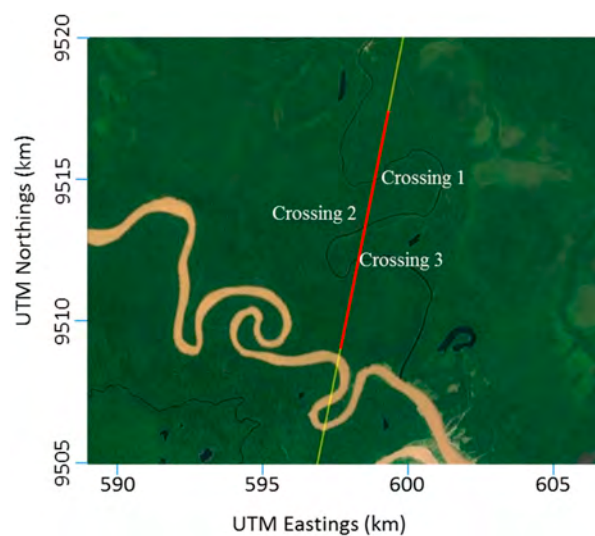 9520
9515
9510
9505
UTM Northings (km)
Crossing 1
Crossing 2
Crossing 3
590
595
600
605
UTM Eastings (km)